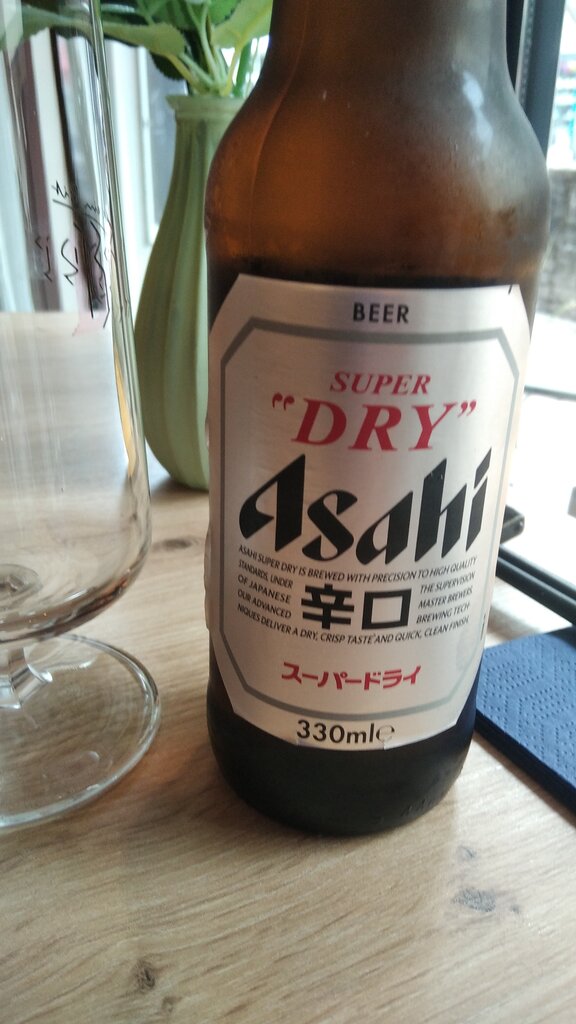 BEER
SUPER
"DRY"
Asahi
ASAHI SUPER DRY IS BREWED WITH PRECISION TO HIGH QUALITY
STANDARDS, UNDER THE SUPERVISION
OF JAPANESE MASTER BREWERS.
OUR ADVANCED BREWING TECH
NIQUES DELIVER A DRY, CRISP TASTE AND QUICK, CLEAN FINISH.
辛口
スーパードライ
330ml℮